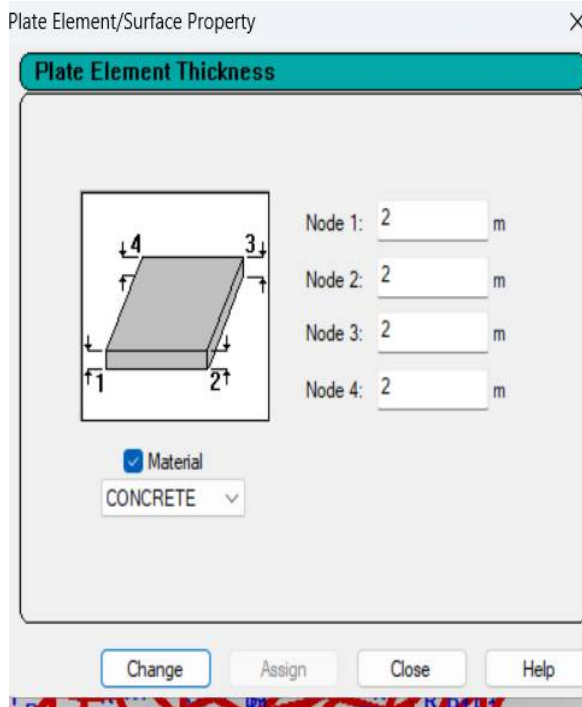 Plate Element/Surface Property
Plate Element Thickness
4 3
1 2
Node 1: 2 m
Node 2: 2 m
Node 3: 2 m
Node 4: 2 m
Material
CONCRETE
Change Assign Close Help